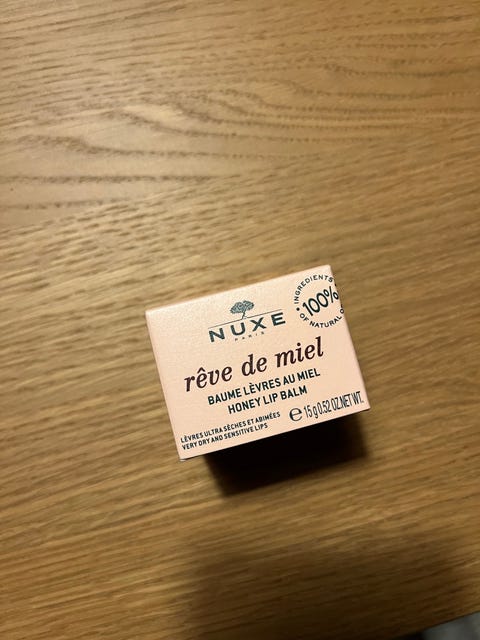 NUXE
PARIS
INGREDIENTS
100%
OF NATURAL
rêve de miel
BAUME LÈVRES AU MIEL
HONEY LIP BALM
LÈVRES ULTRA SÈCHES ET ABIMÉES
VERY DRY AND SENSITIVE LIPS
℮ 15 g 0.52 OZ.NET WT.